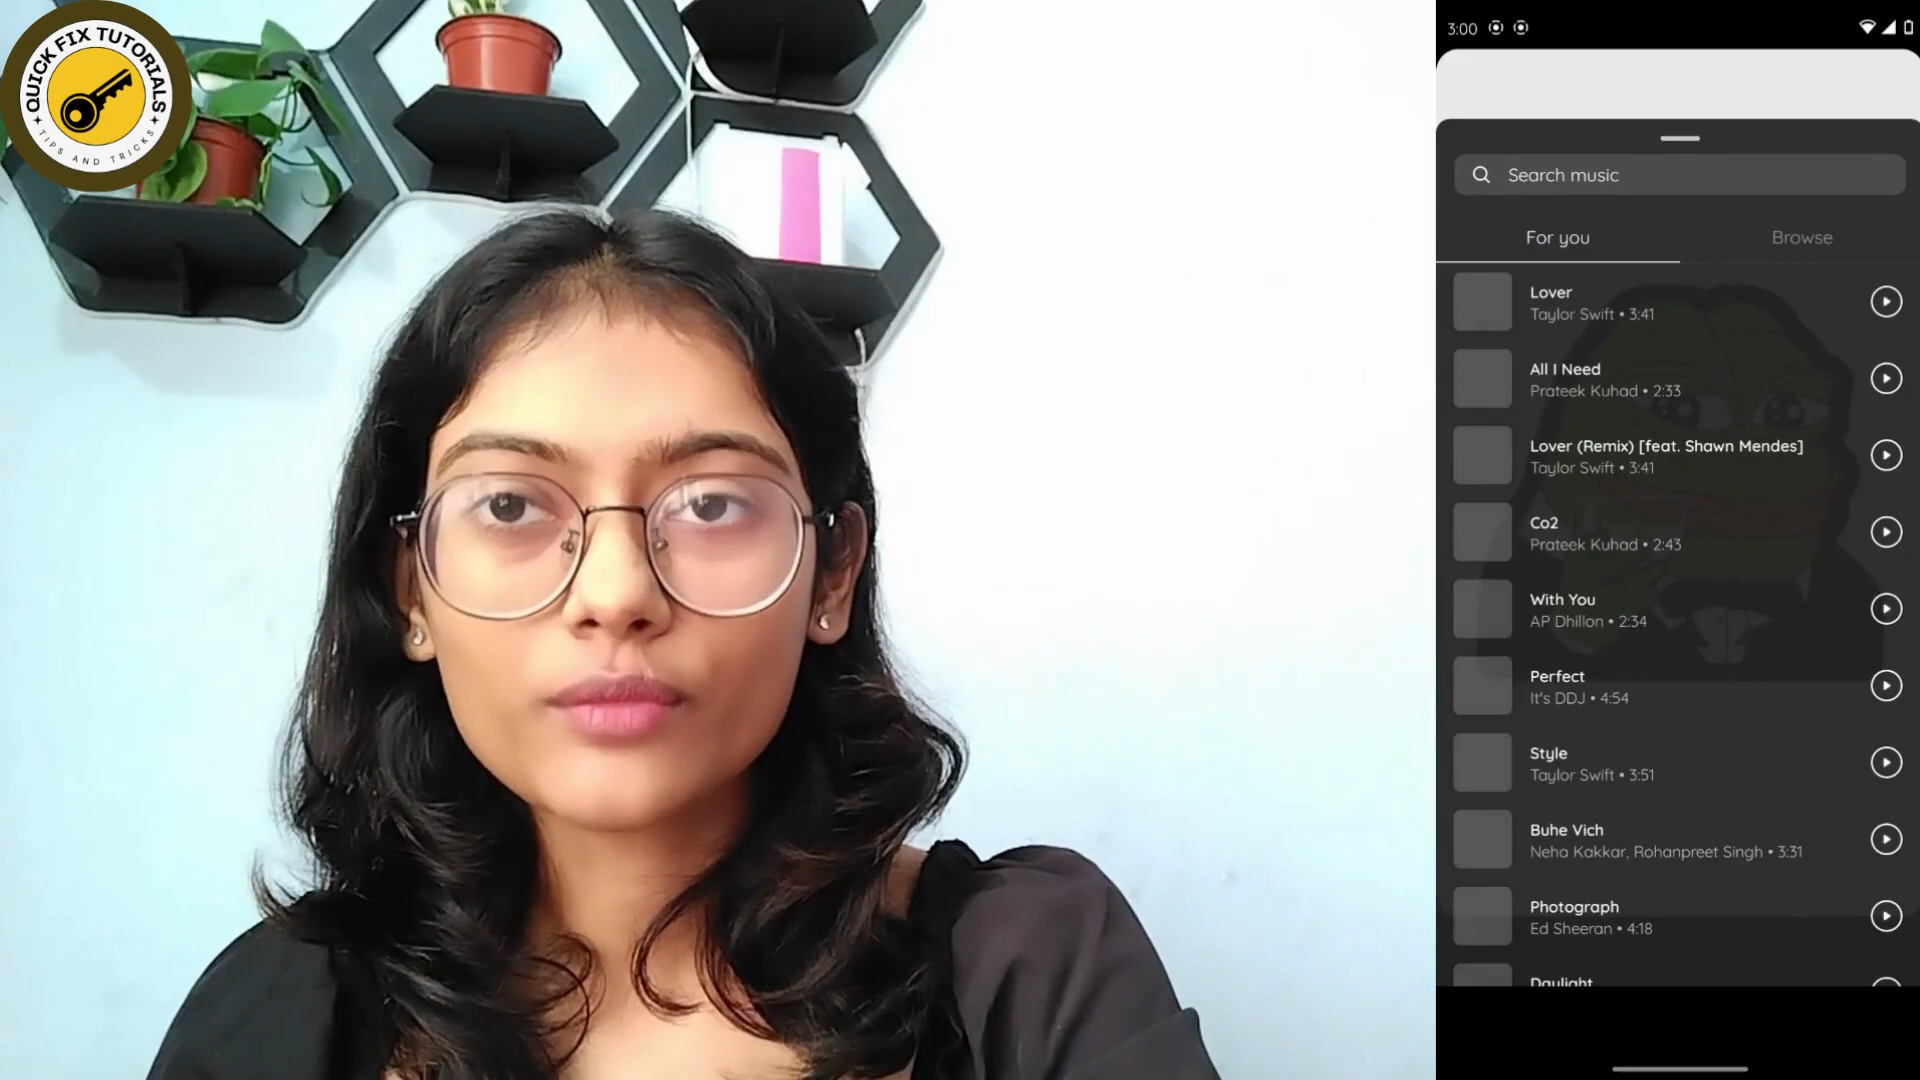 QUICK FIX TUTORIALS
TIPS AND TRICKS
3:00
Search music
For you
Browse
Lover
Taylor Swift • 3:41
All I Need
Prateek Kuhad • 2:33
Lover (Remix) [feat. Shawn Mendes]
Taylor Swift • 3:41
Co2
Prateek Kuhad • 2:43
With You
AP Dhillon • 2:34
Perfect
It's DDJ • 4:54
Style
Taylor Swift • 3:51
Buhe Vich
Neha Kakkar, Rohanpreet Singh • 3:31
Photograph
Ed Sheeran • 4:18
Daylight